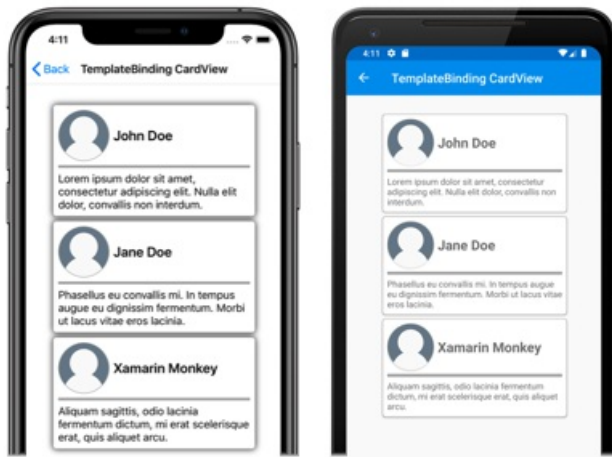 4:11
Back TemplateBinding CardView
John Doe
Lorem ipsum dolor sit amet,
consectetur adipiscing elit. Nulla elit
dolor, convallis non interdum.
Jane Doe
Phasellus eu convallis mi. In tempus
augue eu dignissim fermentum. Morbi
ut lacus vitae eros lacinia.
Xamarin Monkey
Aliquam sagittis, odio lacinia
fermentum dictum, mi erat scelerisque
erat, quis aliquet arcu.
4:11
TemplateBinding CardView
John Doe
Lorem ipsum dolor sit amet, consectetur
adipiscing elit. Nulla elit dolor, convallis non
interdum.
Jane Doe
Phasellus eu convallis mi. In tempus augue
eu dignissim fermentum. Morbi ut lacus vitae
eros lacinia.
Xamarin Monkey
Aliquam sagittis, odio lacinia fermentum
dictum, mi erat scelerisque erat, quis aliquet
arcu.